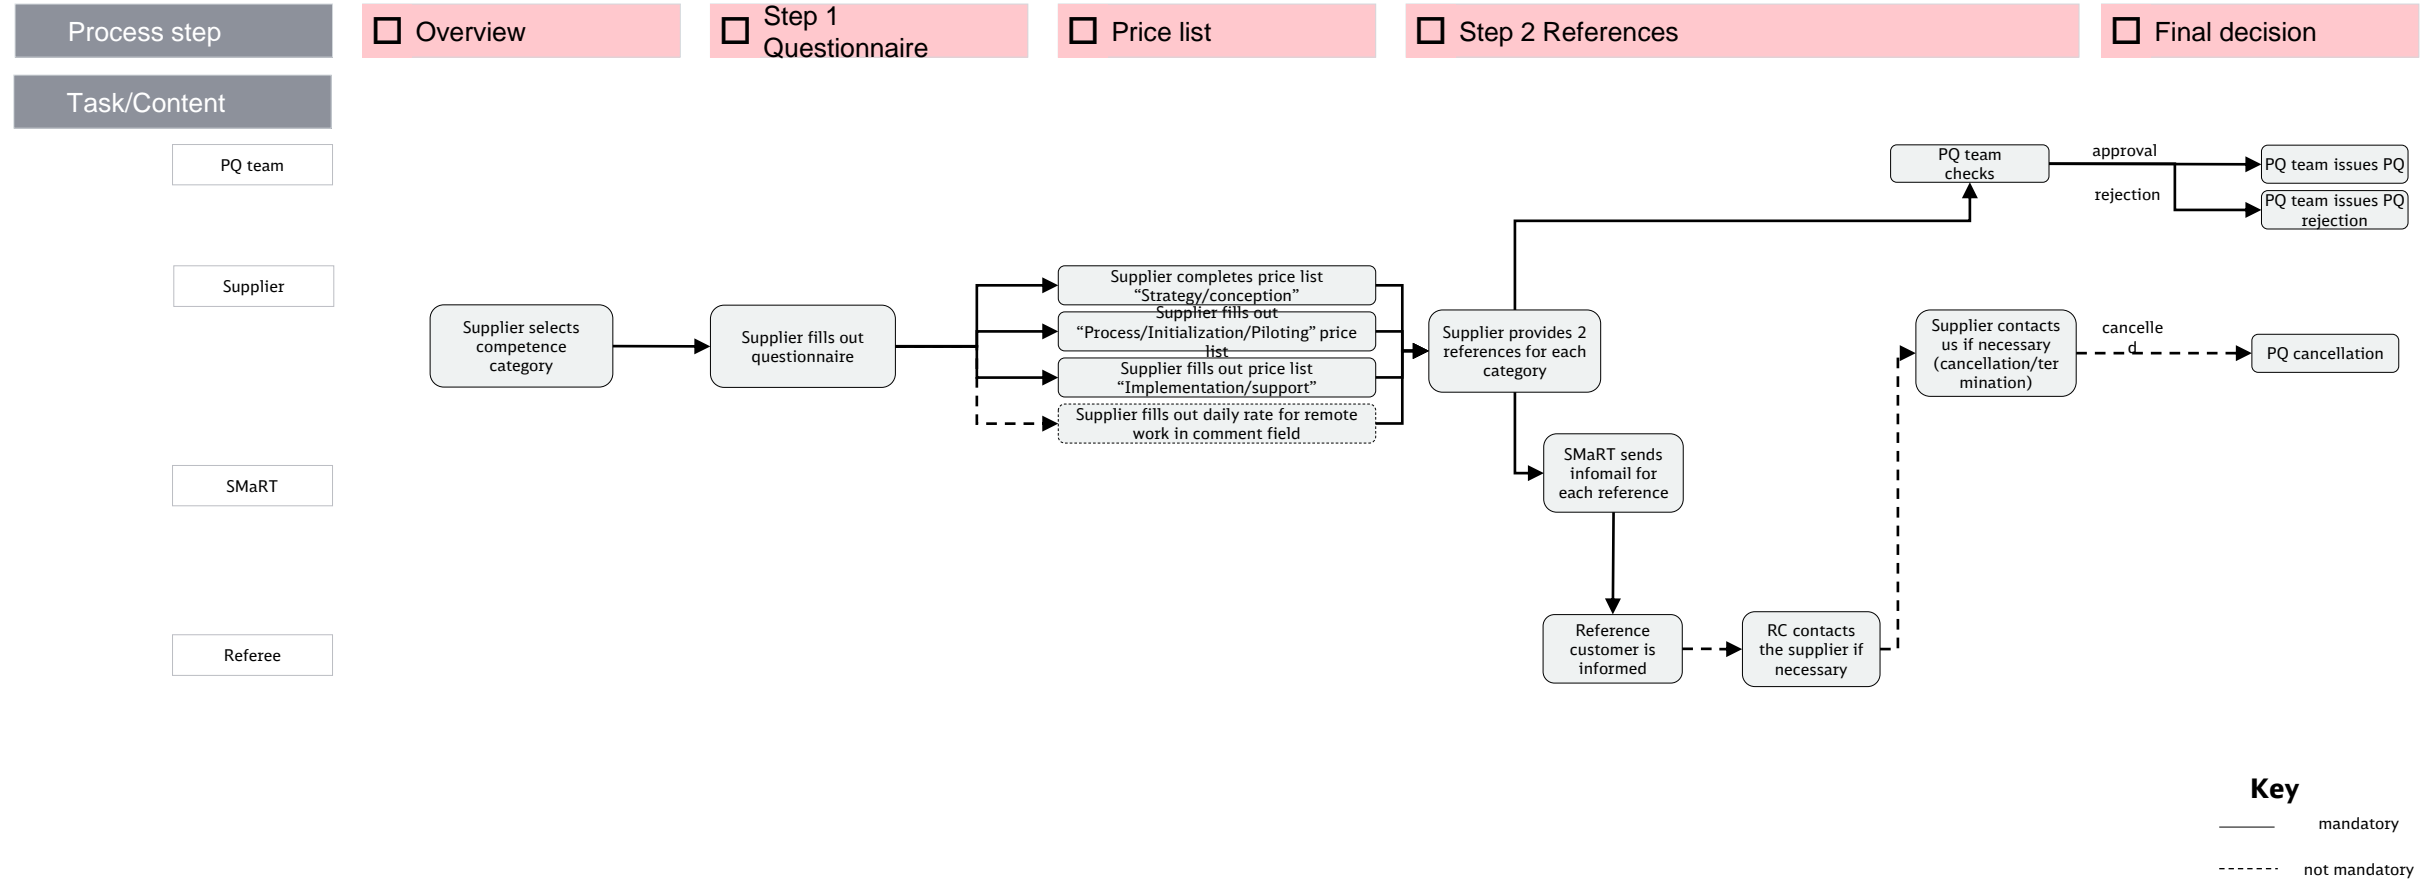 Process step
Overview
Step 1
Questionnaire
Price list
Step 2 References
Final decision
Task/Content
PQ team
PQ team
checks
approval
rejection
PQ team issues PQ
PQ team issues PQ
rejection
Supplier
Supplier selects
competence
category
Supplier fills out
questionnaire
Supplier completes price list
“Strategy/conception”
Supplier fills out
“Process/Initialization/Piloting” price
list
Supplier fills out price list
“Implementation/support”
Supplier fills out daily rate for remote
work in comment field
Supplier provides 2
references for each
category
Supplier contacts
us if necessary
(cancellation/ter
mination)
cancelle
d
PQ cancellation
SMaRT
SMaRT sends
infomail for
each reference
Referee
Reference
customer is
informed
RC contacts
the supplier if
necessary
Key
mandatory
not mandatory